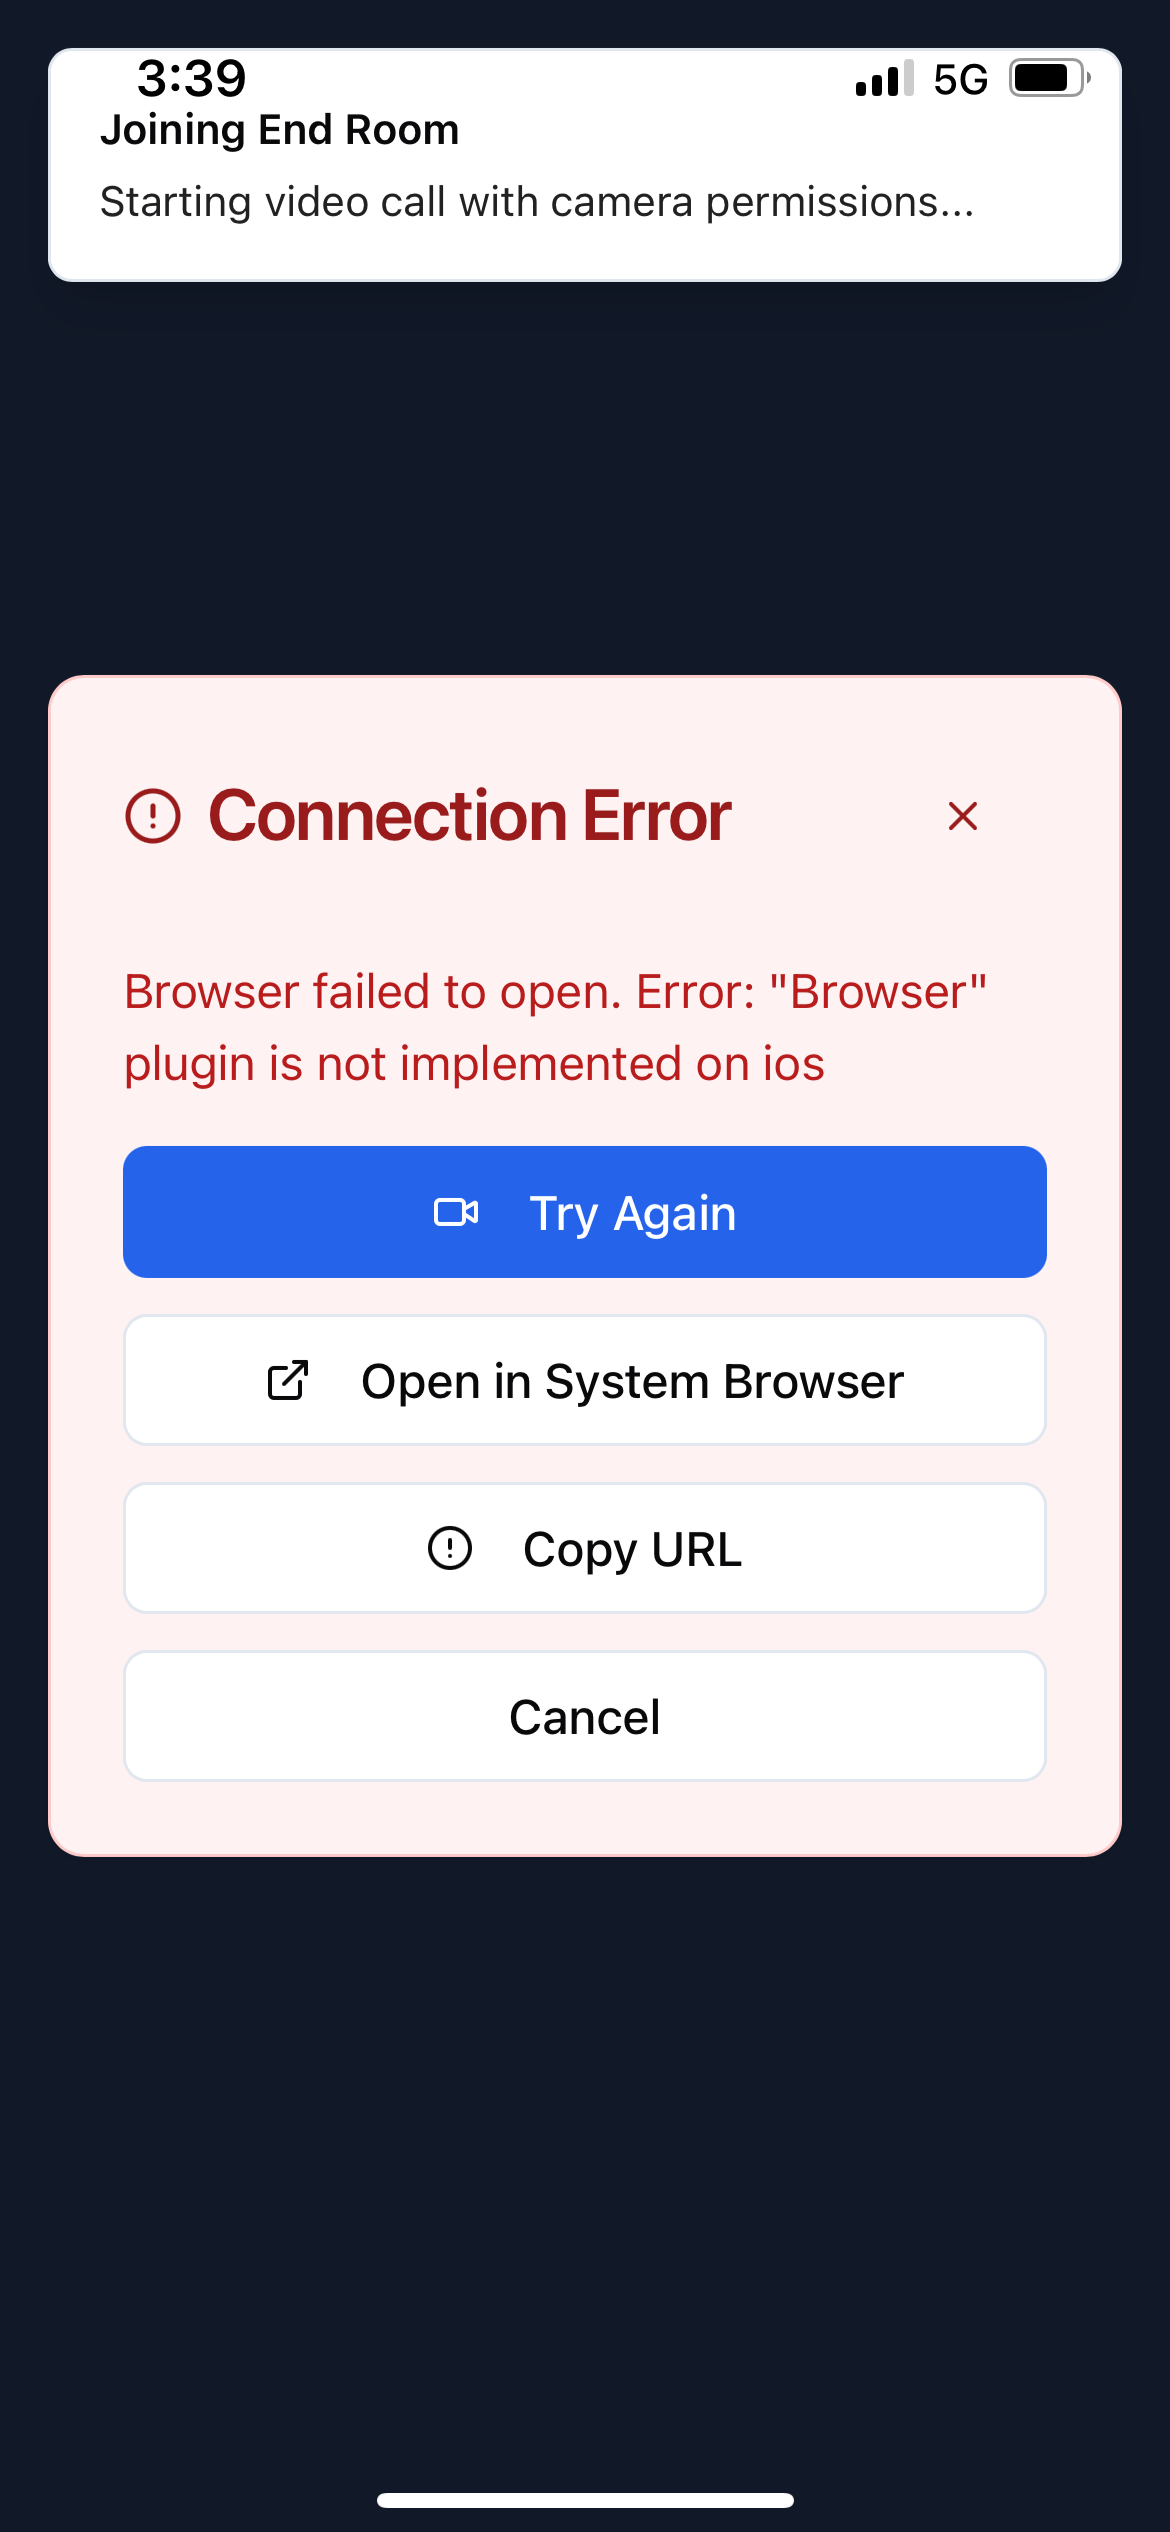 3:39
5G
Joining End Room
Starting video call with camera permissions...
Connection Error
Browser failed to open. Error: "Browser"
plugin is not implemented on ios
Try Again
Open in System Browser
Copy URL
Cancel